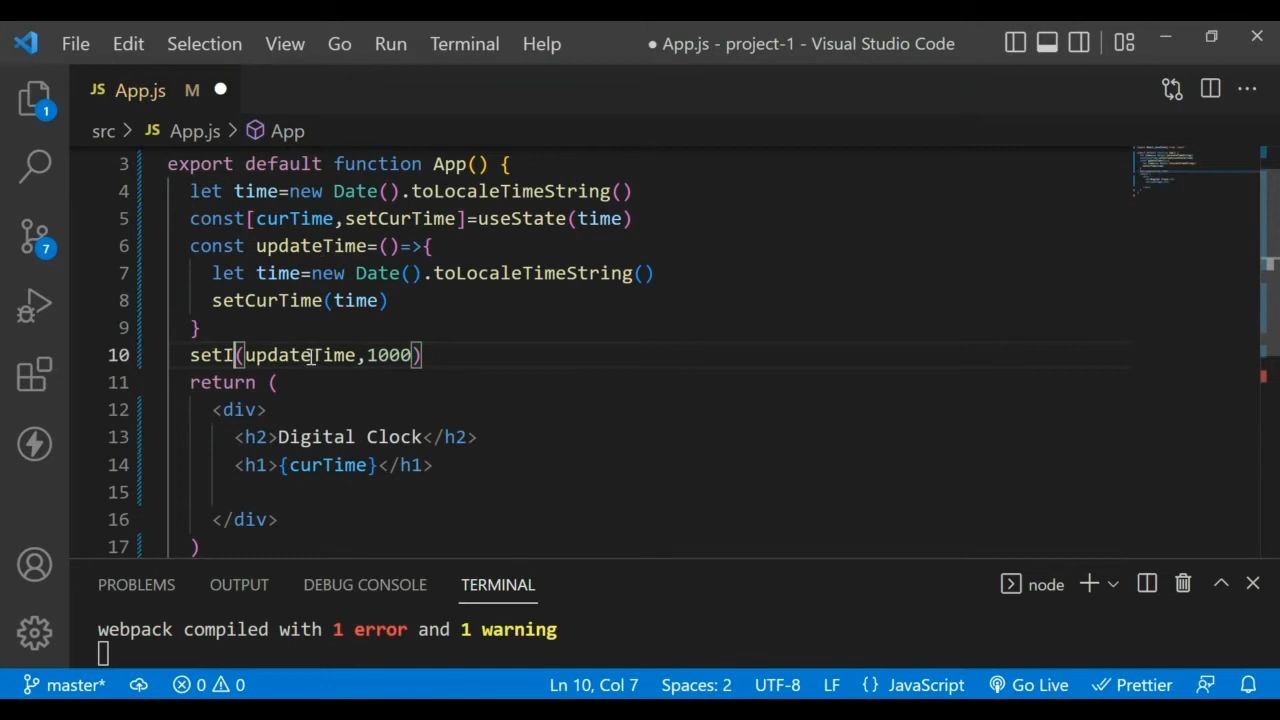 File Edit Selection View Go Run Terminal Help ● App.js - project-1 - Visual Studio Code
JS App.js M
1
src > JS App.js > App
3 export default function App() {
4 let time=new Date().toLocaleTimeString()
5 const[curTime,setCurTime]=useState(time)
6 const updateTime=()=>{
7 let time=new Date().toLocaleTimeString()
7
8 setCurTime(time)
9 }
10 setI(updateTime,1000)
11 return (
12 <div>
13 <h2>Digital Clock</h2>
14 <h1>{curTime}</h1>
15
16 </div>
17 )
PROBLEMS OUTPUT DEBUG CONSOLE TERMINAL node
webpack compiled with 1 error and 1 warning
master* 0 0 Ln 10, Col 7 Spaces: 2 UTF-8 LF {} JavaScript Go Live Prettier